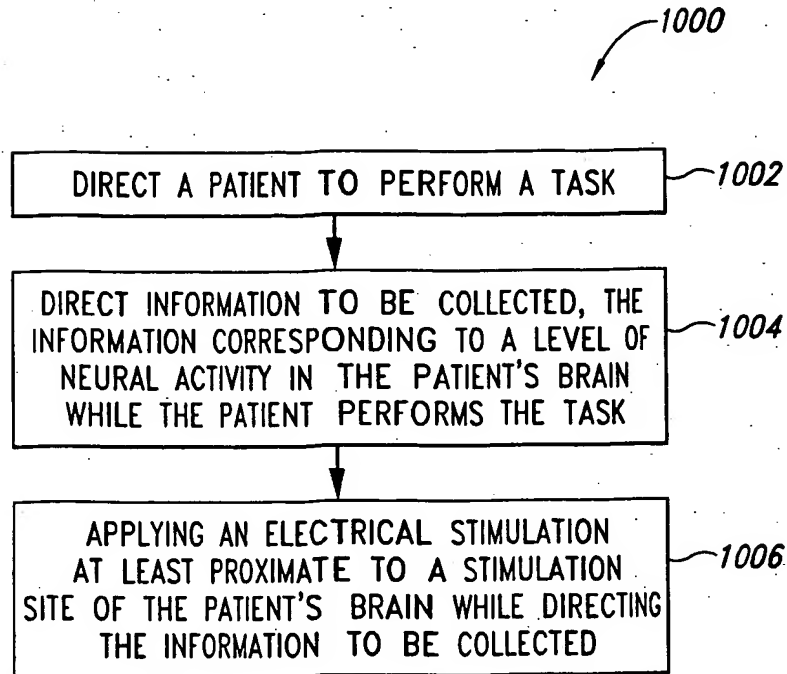 1000
DIRECT A PATIENT TO PERFORM A TASK
1002
DIRECT INFORMATION TO BE COLLECTED, THE
INFORMATION CORRESPONDING TO A LEVEL OF
NEURAL ACTIVITY IN THE PATIENT'S BRAIN
WHILE THE PATIENT PERFORMS THE TASK
1004
APPLYING AN ELECTRICAL STIMULATION
AT LEAST PROXIMATE TO A STIMULATION
SITE OF THE PATIENT'S BRAIN WHILE DIRECTING
THE INFORMATION TO BE COLLECTED
1006